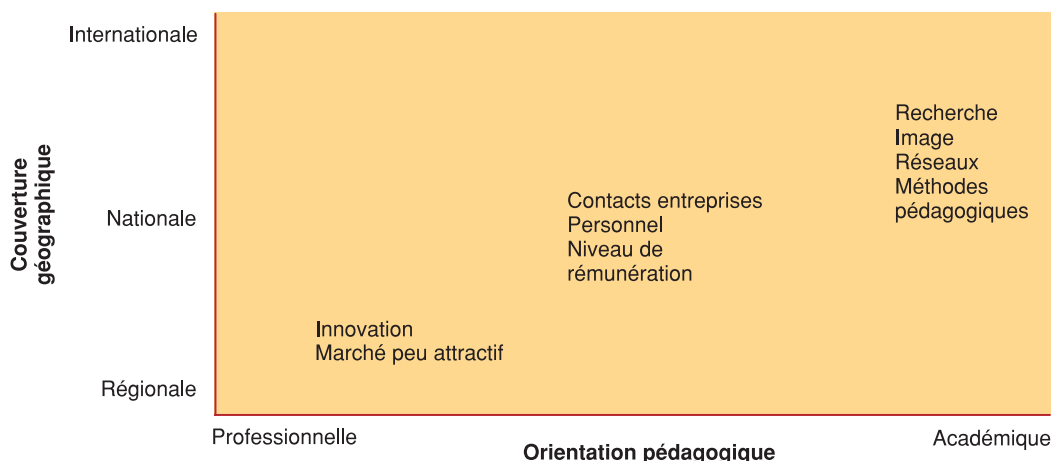 Internationale
Couverture
géographique
Recherche
Image
Réseaux
Méthodes
pédagogiques
Nationale
Contacts entreprises
Personnel
Niveau de
rémunération
Innovation
Marché peu attractif
Régionale
Professionnelle
Orientation pédagogique
Académique